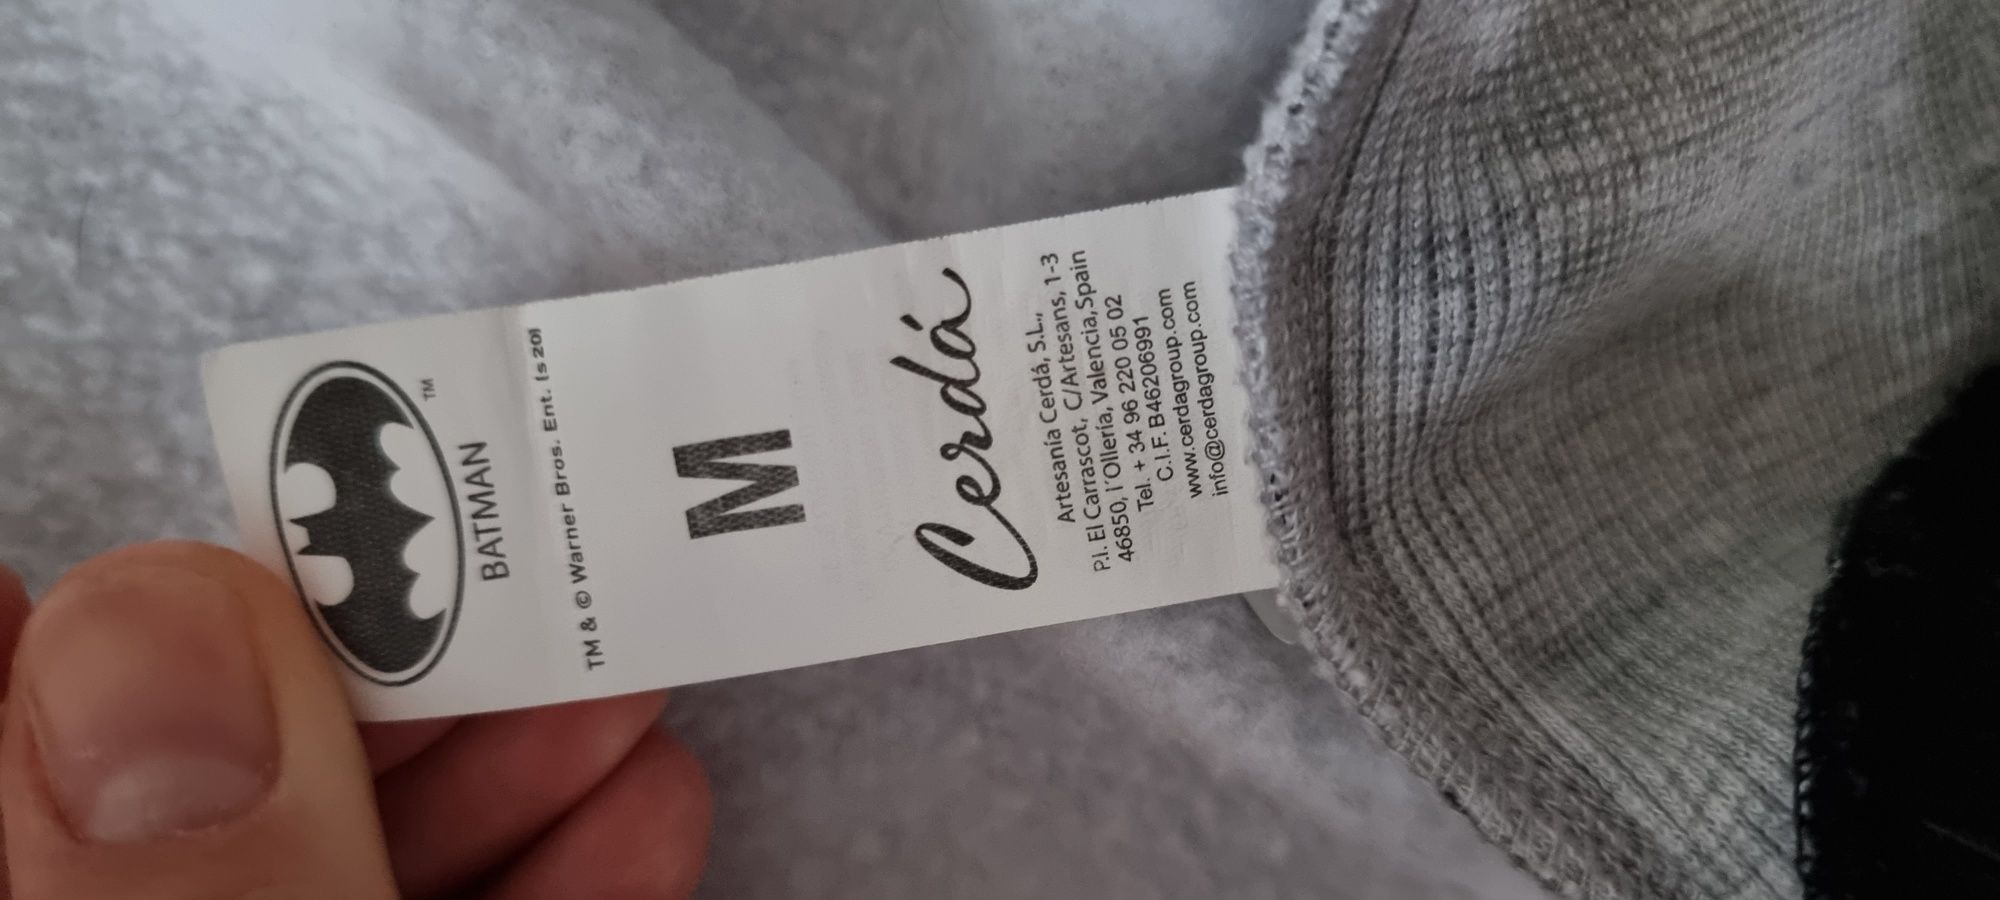 TM
BATMAN
TM & © Warner Bros. Ent. (s20)
M
Cerdá
Artesanía Cerdá, S.L.,
P.I. El Carrascot, C/Artesans, 1-3
46850, l'Olleria, Valencia,Spain
Tel. + 34 96 220 05 02
C.I.F. B46206991
www.cerdagroup.com
info@cerdagroup.com